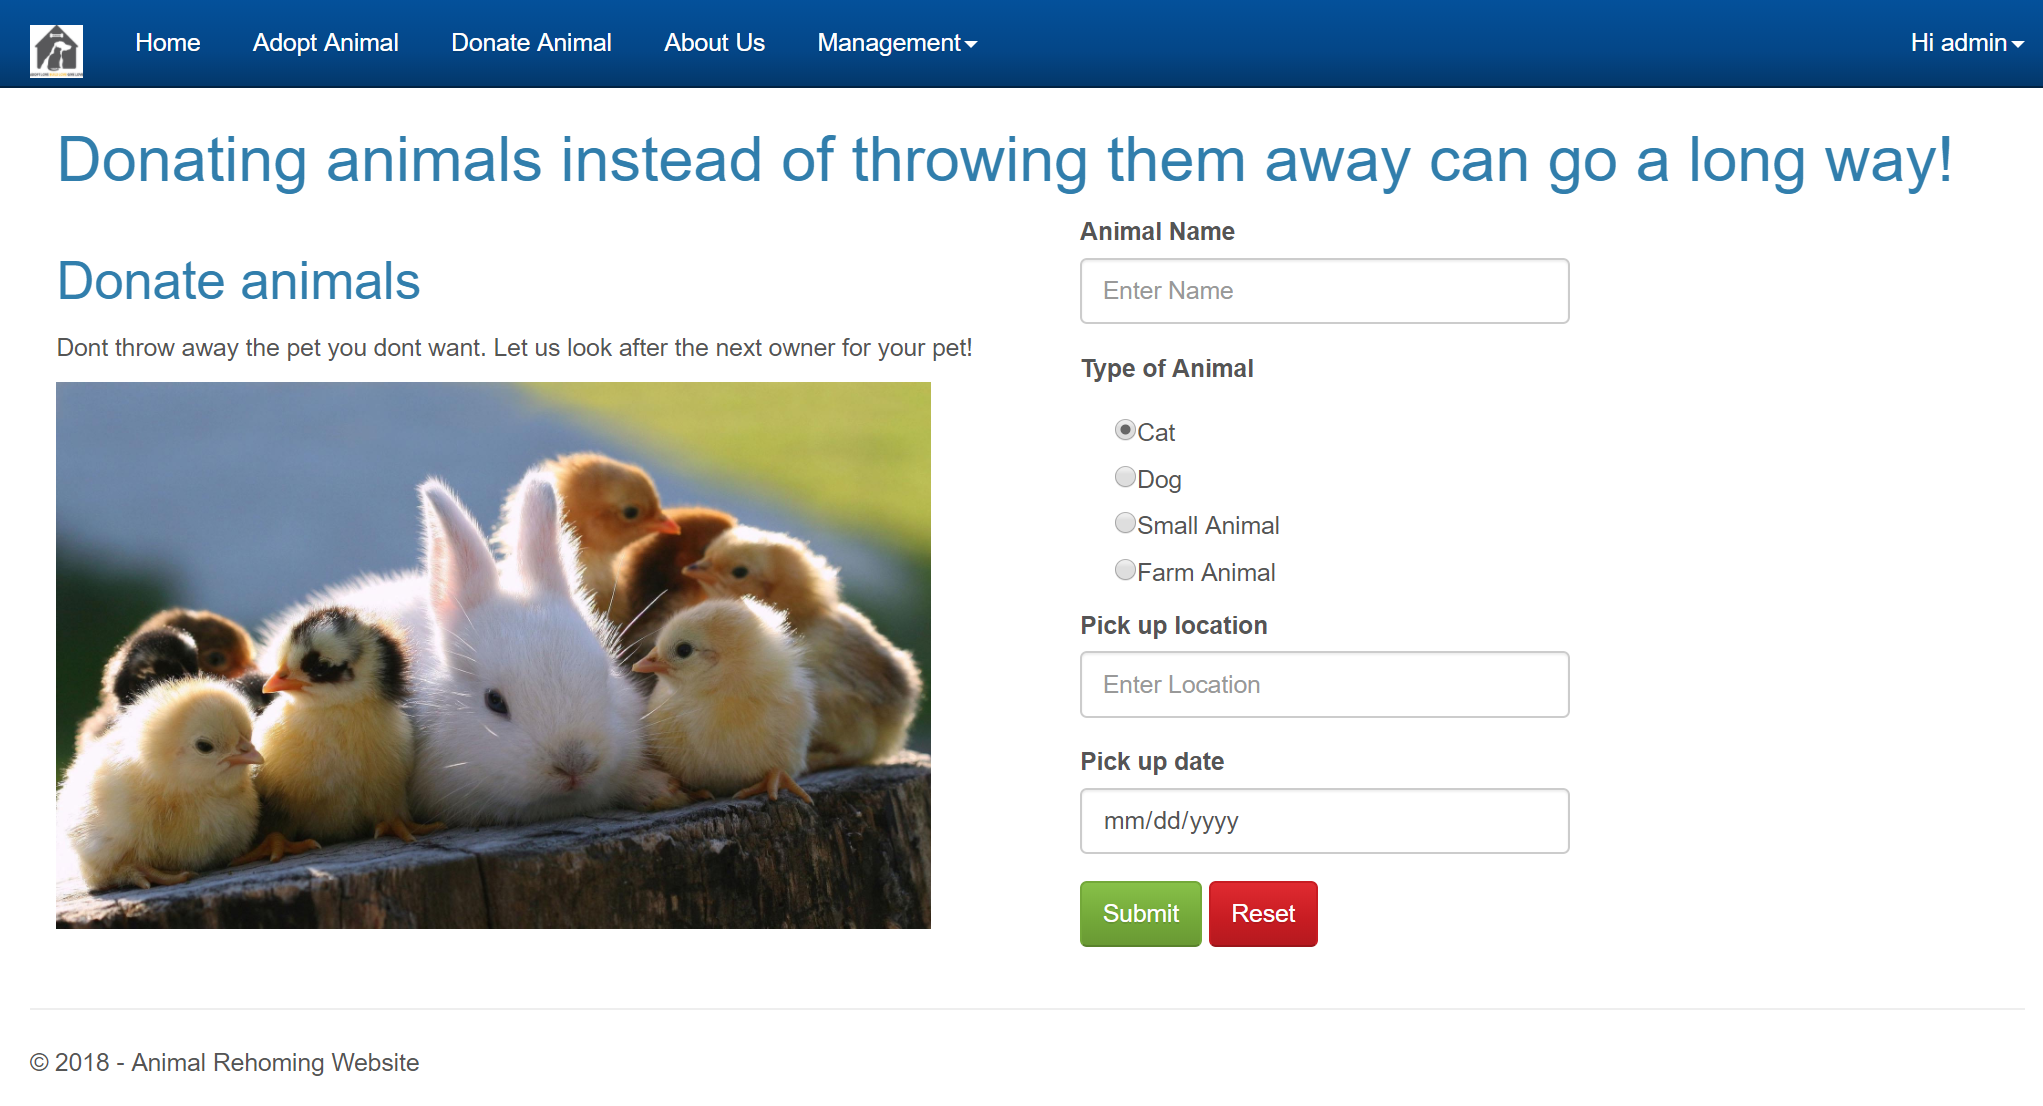 Home Adopt Animal Donate Animal About Us Management Hi admin
Donating animals instead of throwing them away can go a long way!
Donate animals
Dont throw away the pet you dont want. Let us look after the next owner for your pet!
Animal Name
Enter Name
Type of Animal
Cat
Dog
Small Animal
Farm Animal
Pick up location
Enter Location
Pick up date
mm/dd/yyyy
Submit Reset
© 2018 - Animal Rehoming Website